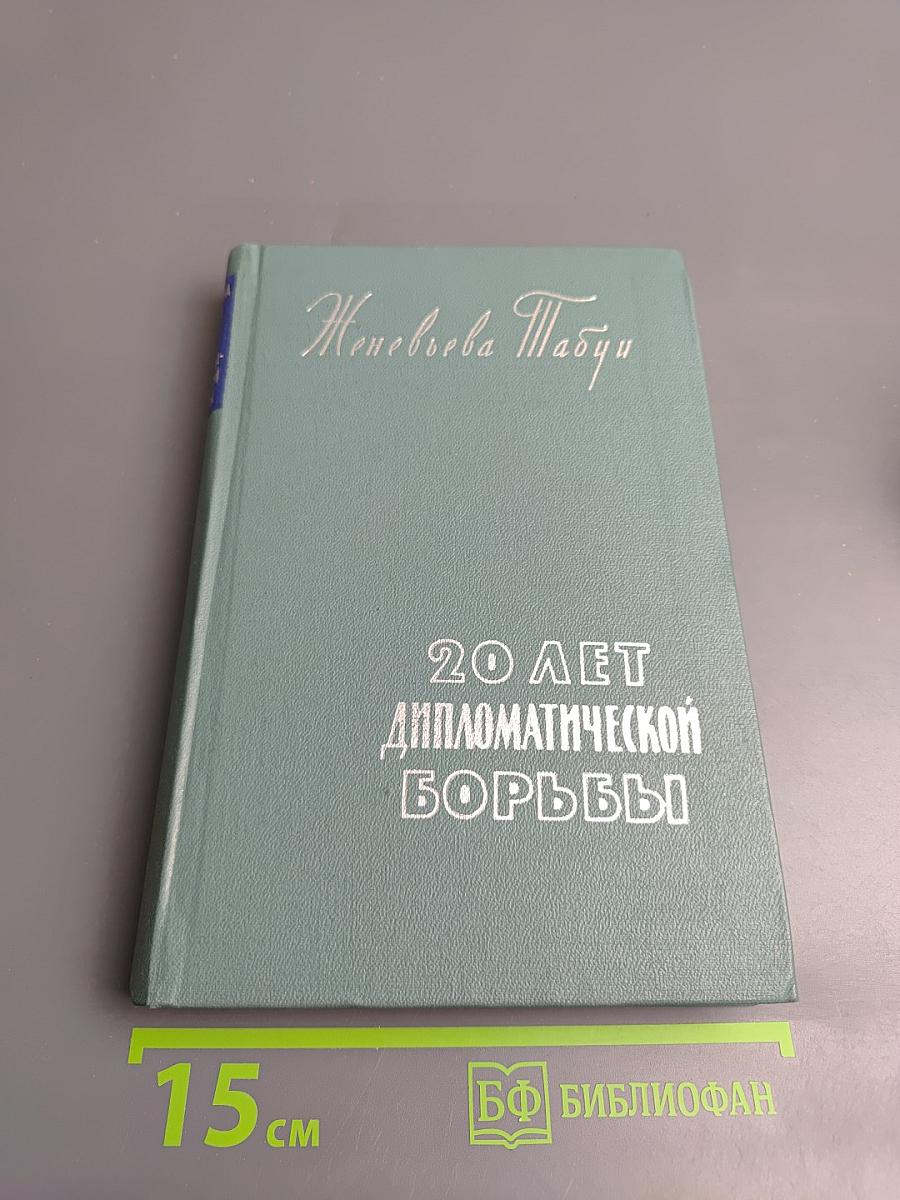 Женевьева Табуи
20 ЛЕТ
ДИПЛОМАТИЧЕСКОЙ
БОРЬБЫ
15 см
БФ БИБЛИОФАН